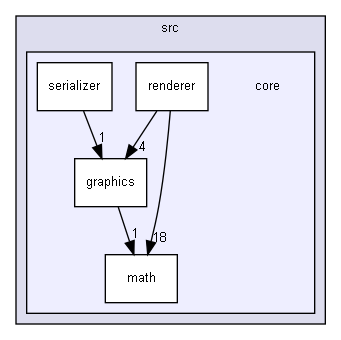 src
serializer
renderer
core
1
4
graphics
1
18
math